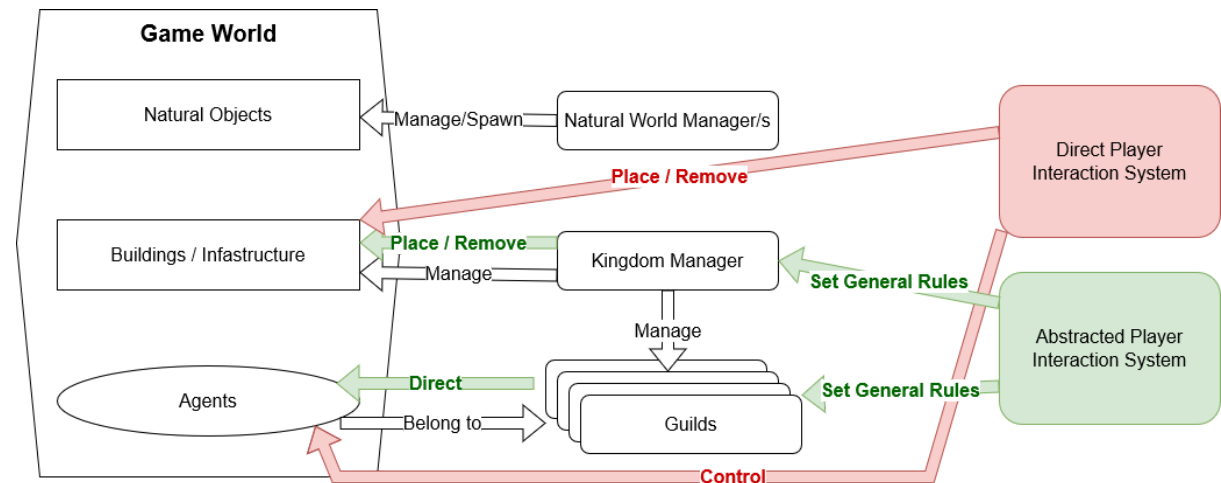 Game World
Natural Objects
Manage/Spawn
Natural World Manager/s
Direct Player
Interaction System
Place / Remove
Buildings / Infastructure
Place / Remove
Manage
Kingdom Manager
Set General Rules
Abstracted Player
Interaction System
Manage
Agents
Direct
Belong to
Guilds
Set General Rules
Control